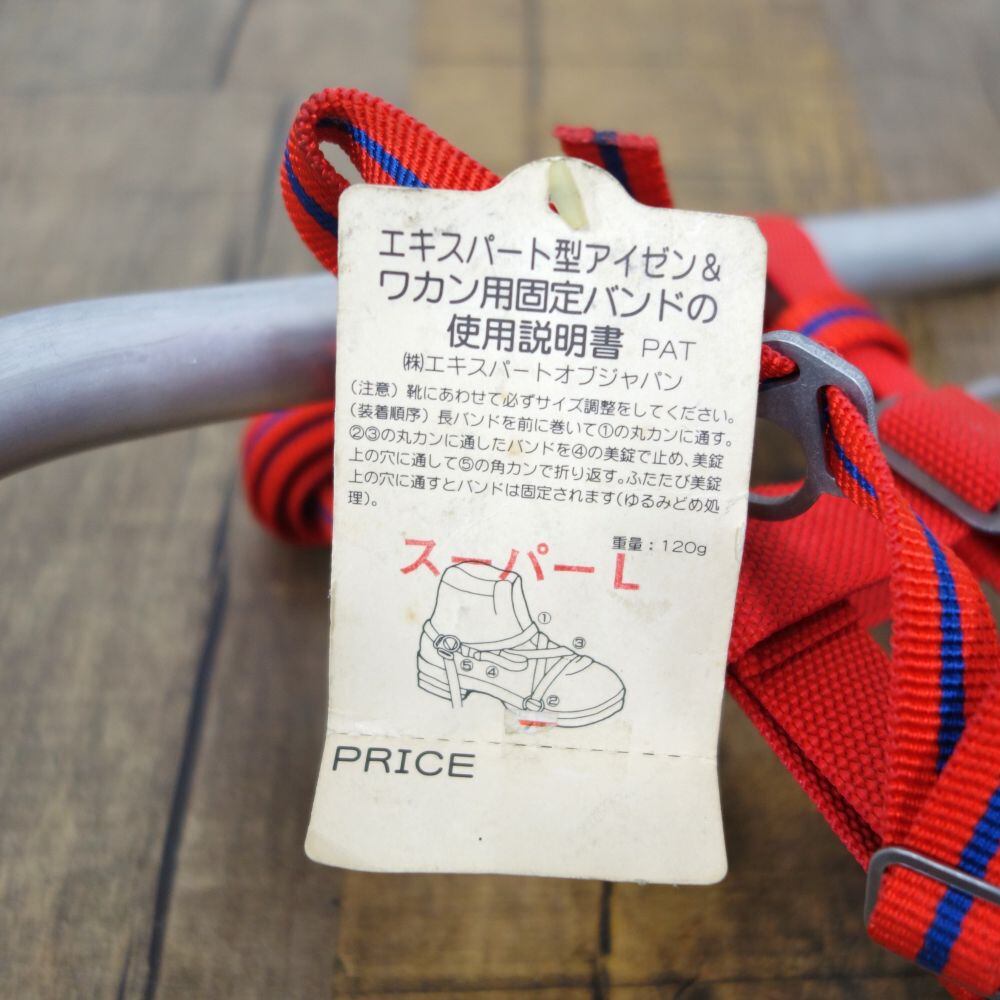 エキスパート型アイゼン&
ワカン用固定バンドの
使用説明書 PAT
㈱エキスパートオブジャパン
(注意)靴にあわせて必ずサイズ調整をしてください。
(装着順序)長バンドを前に巻いて①の丸カンに通す。
②③の丸カンに通したバンドを④の美錠で止め、美錠
上の穴に通して⑤の角カンで折り返す。ふたたび美錠
上の穴に通すとバンドは固定されます(ゆるみどめ処
理)。
重量：120g
スーパーL
①
③
⑤ ④
②
PRICE